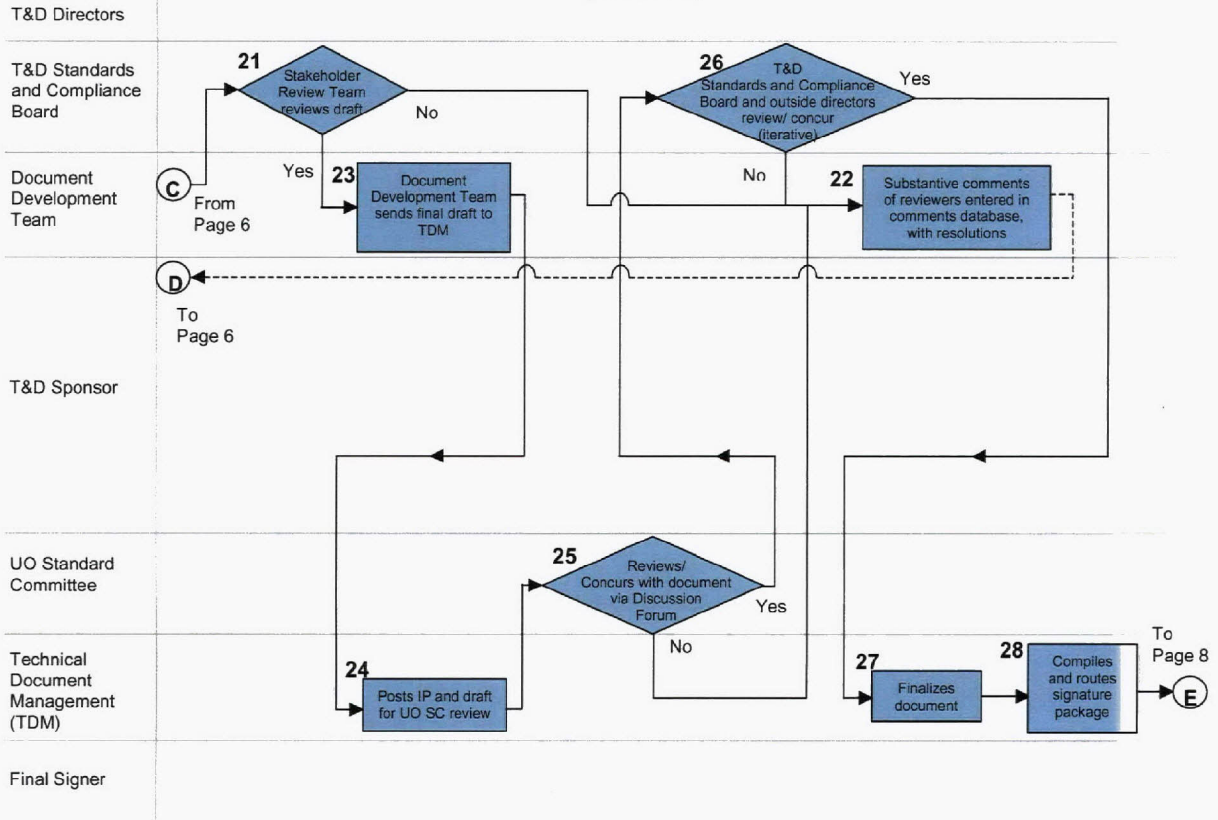 T&D Directors
T&D Standards
and Compliance
Board
21
Stakeholder
Review Team
reviews draft
No
Yes
26
T&D
Standards and Compliance
Board and outside directors
review/ concur
(iterative)
Yes
No
Document
Development
Team
C
From
Page 6
23
Document
Development Team
sends final draft to
TDM
22
Substantive comments
of reviewers entered in
comments database,
with resolutions
D
To
Page 6
T&D Sponsor
UO Standard
Committee
25
Reviews/
Concurs with document
via Discussion
Forum
Yes
No
Technical
Document
Management
(TDM)
24
Posts IP and draft
for UO SC review
27
Finalizes
document
28
Compiles
and routes
signature
package
To
Page 8
E
Final Signer